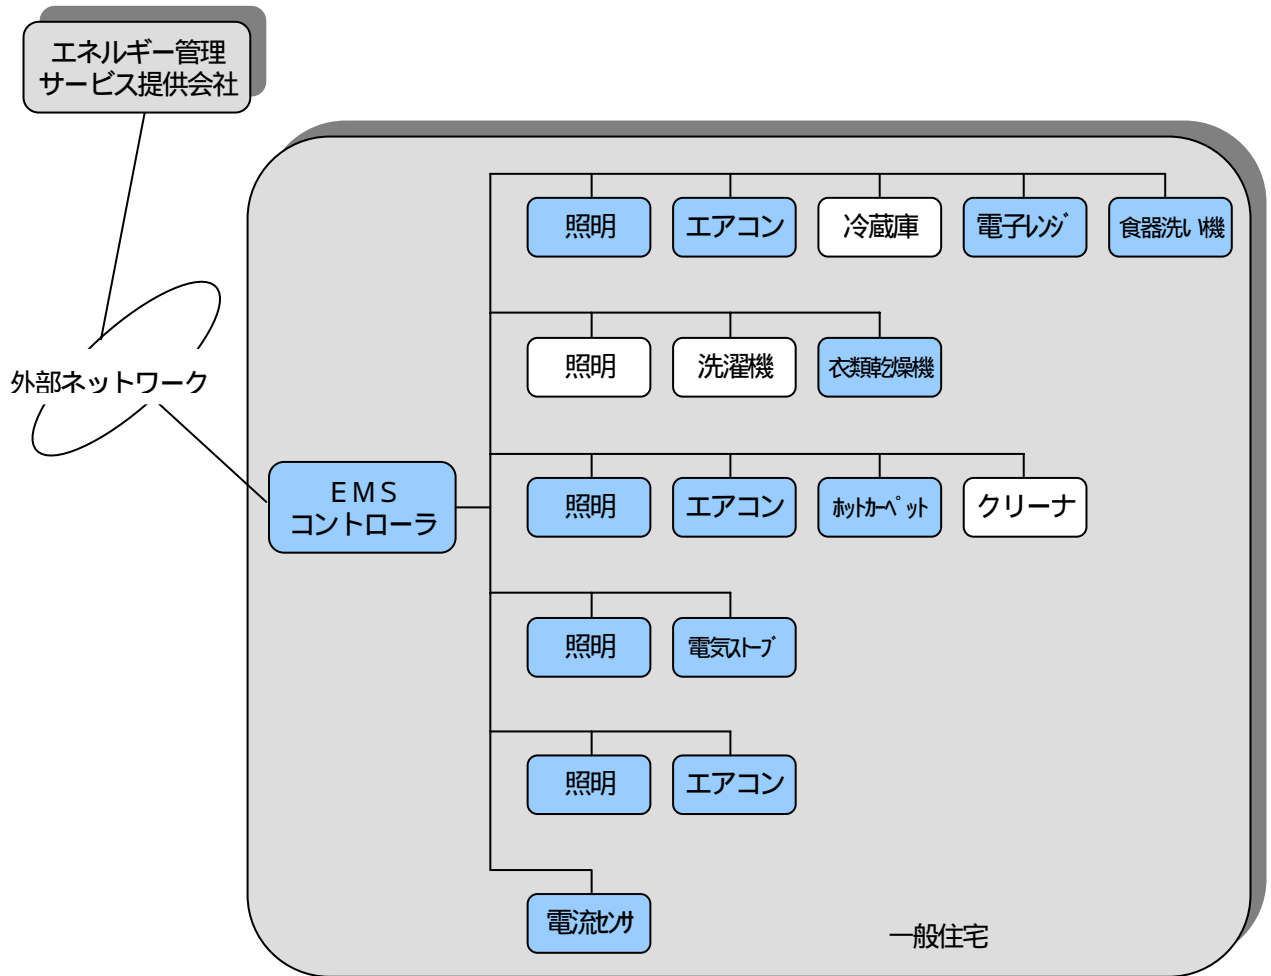 エネルギー管理
サービス提供会社
照明 エアコン 冷蔵庫 電子レンジ 食器洗い機
照明 洗濯機 衣類乾燥機
外部ネットワーク
EMS
コントローラ
照明 エアコン ホットカーペット クリーナ
照明 電気ストーブ
照明 エアコン
電流センサ
一般住宅